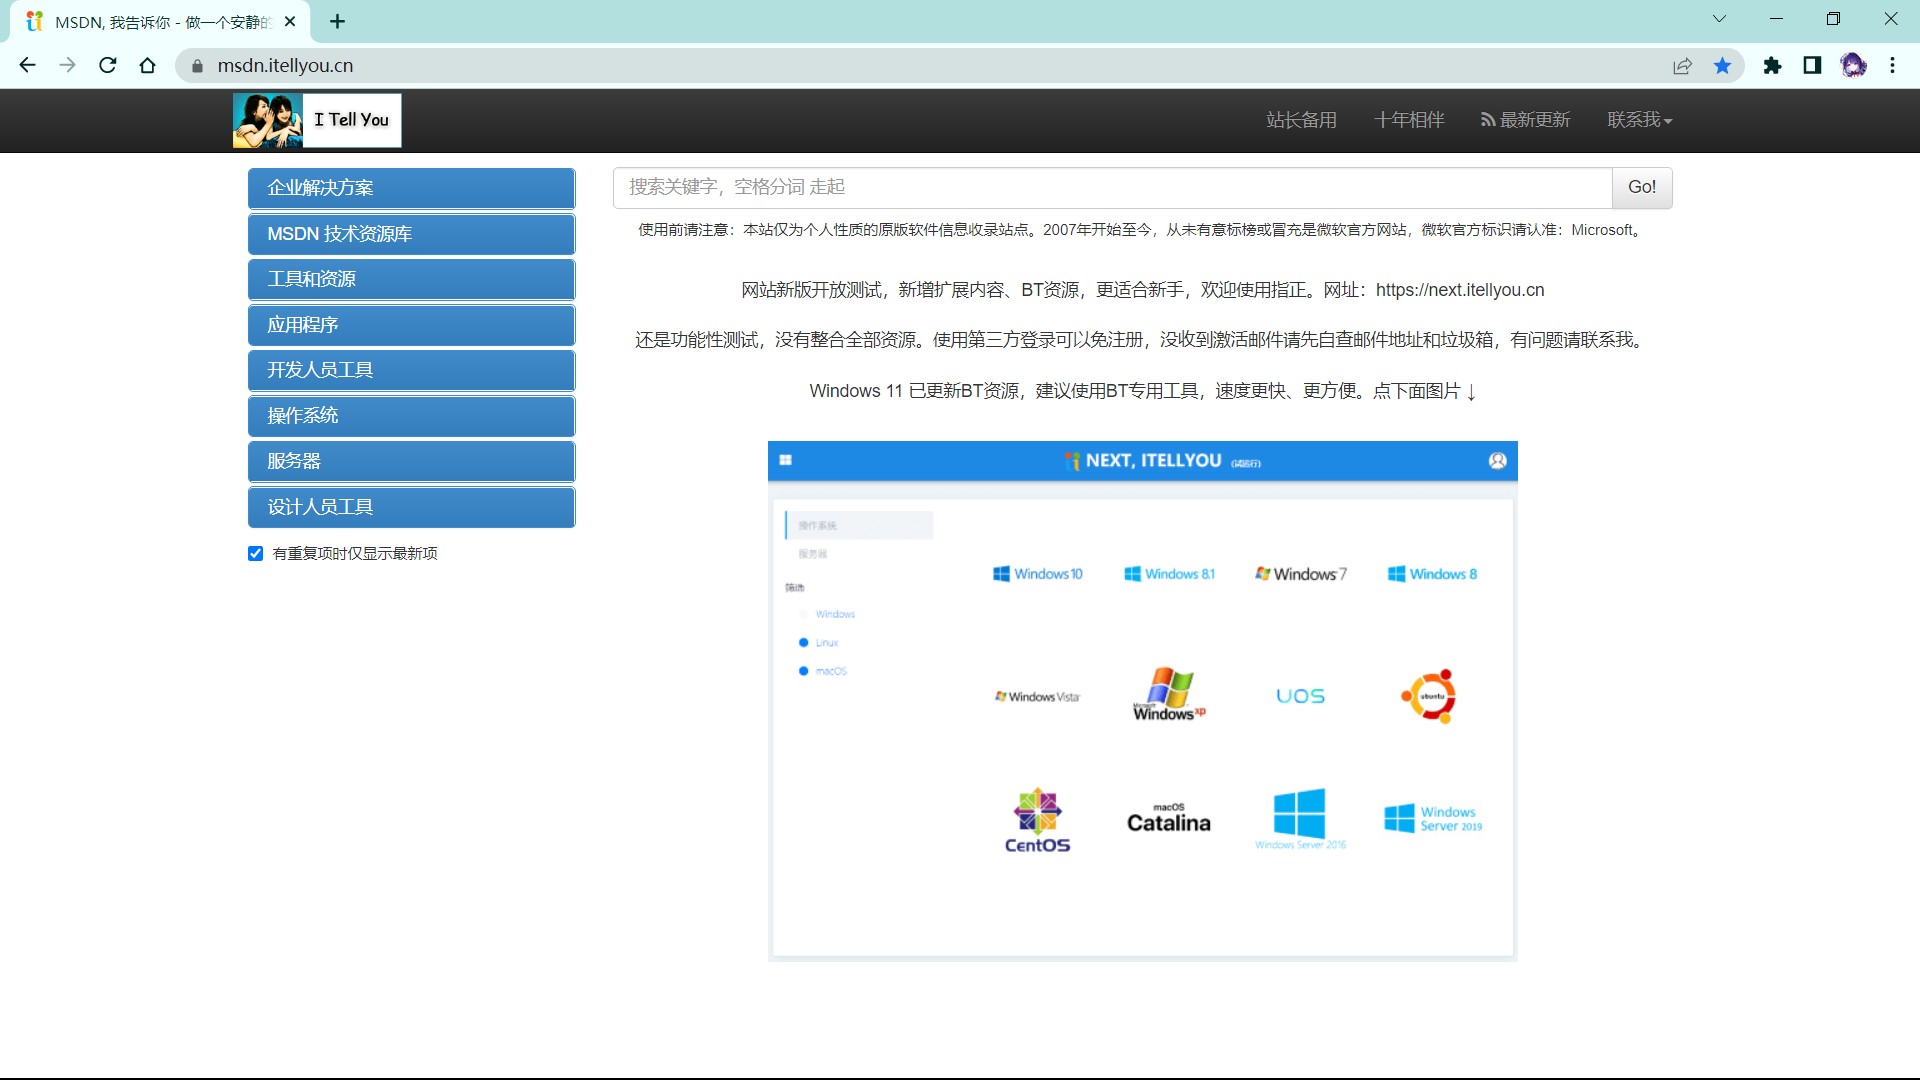 MSDN, 我告诉你 - 做一个安静的
msdn.itellyou.cn
I Tell You
站长备用
十年相伴
最新更新
联系我
企业解决方案
MSDN 技术资源库
工具和资源
应用程序
开发人员工具
操作系统
服务器
设计人员工具
有重复项时仅显示最新项
搜索关键字，空格分词 走起
Go!
使用前请注意：本站仅为个人性质的原版软件信息收录站点。2007年开始至今，从未有意标榜或冒充是微软官方网站，微软官方标识请认准：Microsoft。
网站新版开放测试，新增扩展内容、BT资源，更适合新手，欢迎使用指正。网址：https://next.itellyou.cn
还是功能性测试，没有整合全部资源。使用第三方登录可以免注册，没收到激活邮件请先自查邮件地址和垃圾箱，有问题请联系我。
Windows 11 已更新BT资源，建议使用BT专用工具，速度更快、更方便。点下面图片 ↓
NEXT, ITELLYOU (试运行)
操作系统
服务器
筛选
Windows
Linux
macOS
Windows 10
Windows 8.1
Windows 7
Windows 8
Windows Vista
Microsoft
Windows xp
UOS
ubuntu
CentOS
macOS
Catalina
Windows Server 2016
Windows
Server 2019